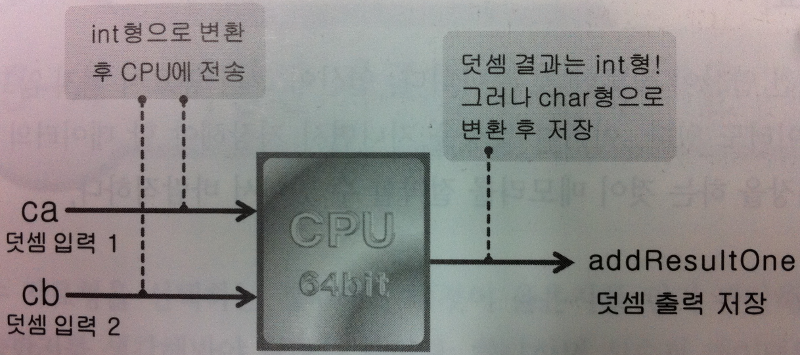 int형으로 변환
후 CPU에 전송
덧셈 결과는 int형!
그러나 char형으로
변환 후 저장
ca
덧셈 입력 1
cb
덧셈 입력 2
CPU
64bit
addResultOne
덧셈 출력 저장